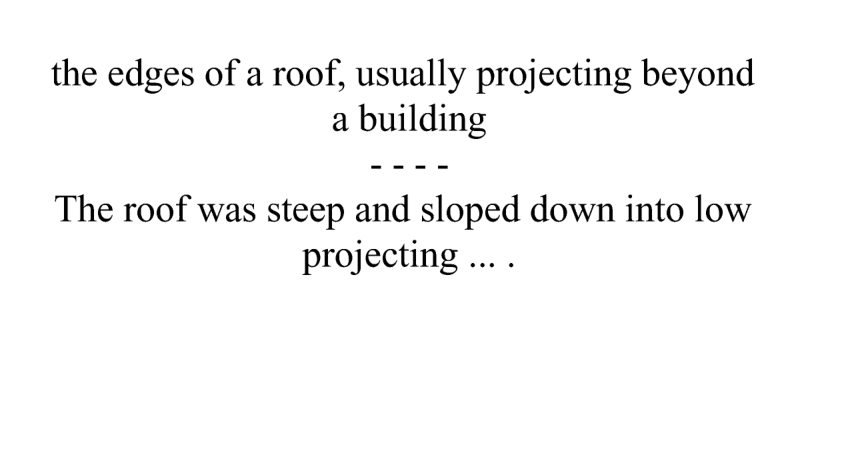 the edges of a roof, usually projecting beyond
a building
- - - -
The roof was steep and sloped down into low
projecting ... .